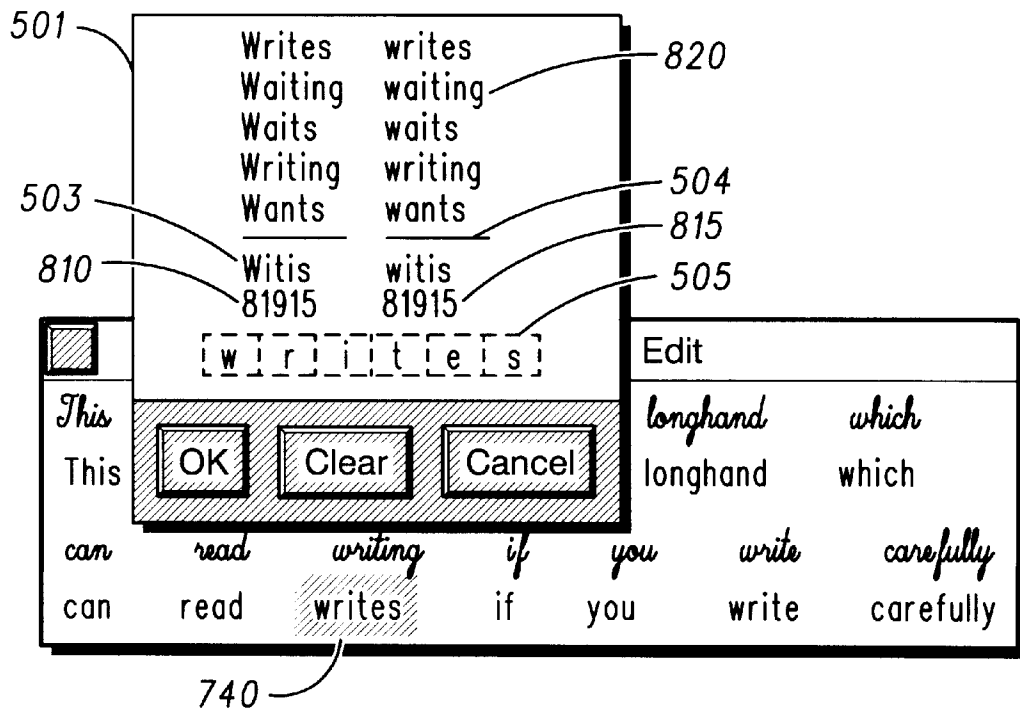 501
Writes writes
820
Waiting waiting
Waits waits
Writing writing
504
503
Wants wants
815
810
Witis witis
505
81915 81915
w r i t e s
Edit
This longhand which
OK Clear Cancel
This longhand which
can read writing if you write carefully
can read writes if you write carefully
740